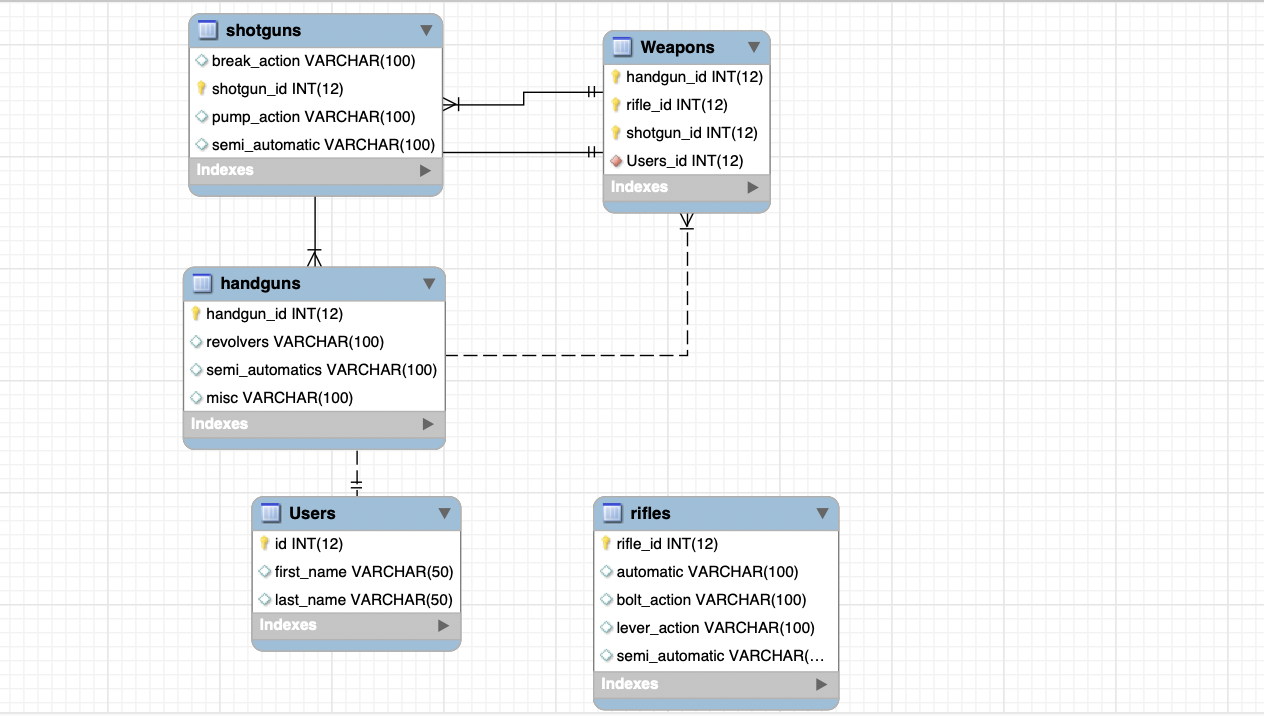 shotguns
break_action VARCHAR(100)
shotgun_id INT(12)
pump_action VARCHAR(100)
semi_automatic VARCHAR(100)
Indexes
Weapons
handgun_id INT(12)
rifle_id INT(12)
shotgun_id INT(12)
Users_id INT(12)
Indexes
handguns
handgun_id INT(12)
revolvers VARCHAR(100)
semi_automatics VARCHAR(100)
misc VARCHAR(100)
Indexes
Users
id INT(12)
first_name VARCHAR(50)
last_name VARCHAR(50)
Indexes
rifles
rifle_id INT(12)
automatic VARCHAR(100)
bolt_action VARCHAR(100)
lever_action VARCHAR(100)
semi_automatic VARCHAR(...
Indexes